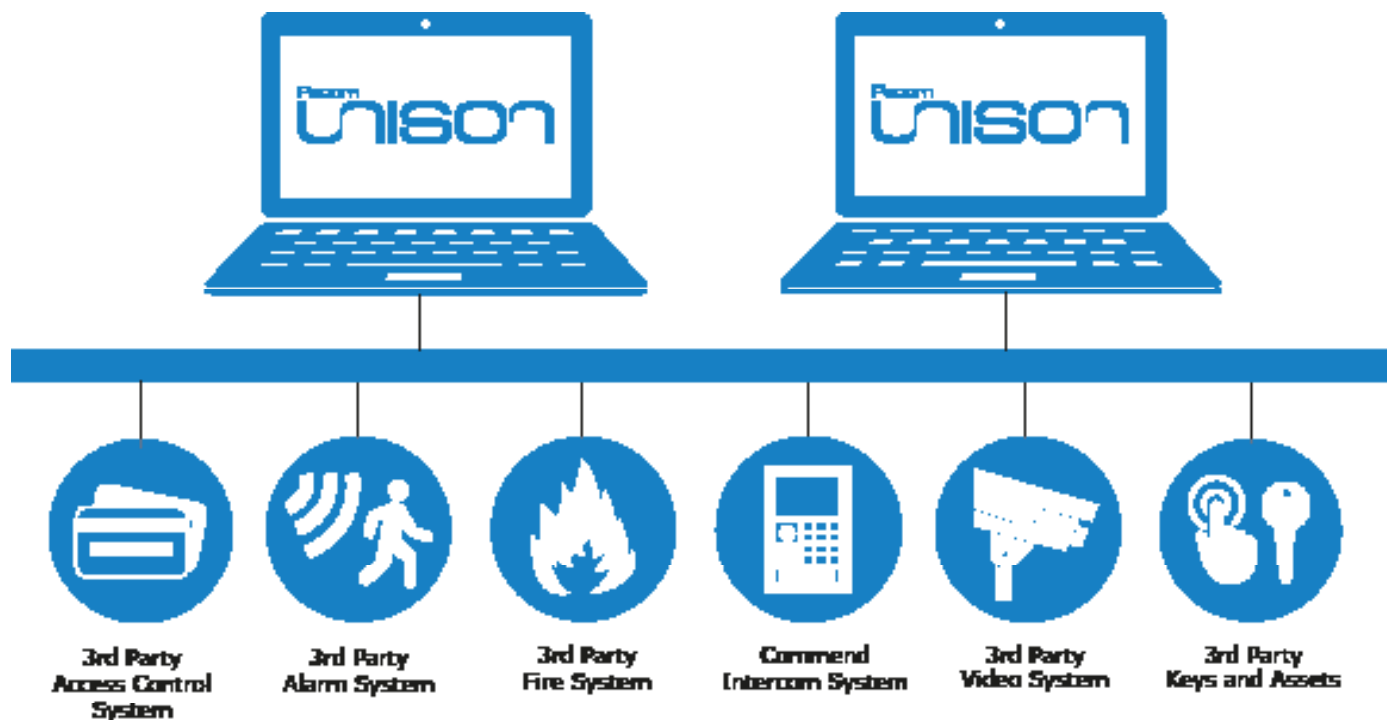 Pacom
UNISON
Pacom
UNISON
3rd Party
Access Control
System
3rd Party
Alarm System
3rd Party
Fire System
Commend
Intercom System
3rd Party
Video System
3rd Party
Keys and Assets